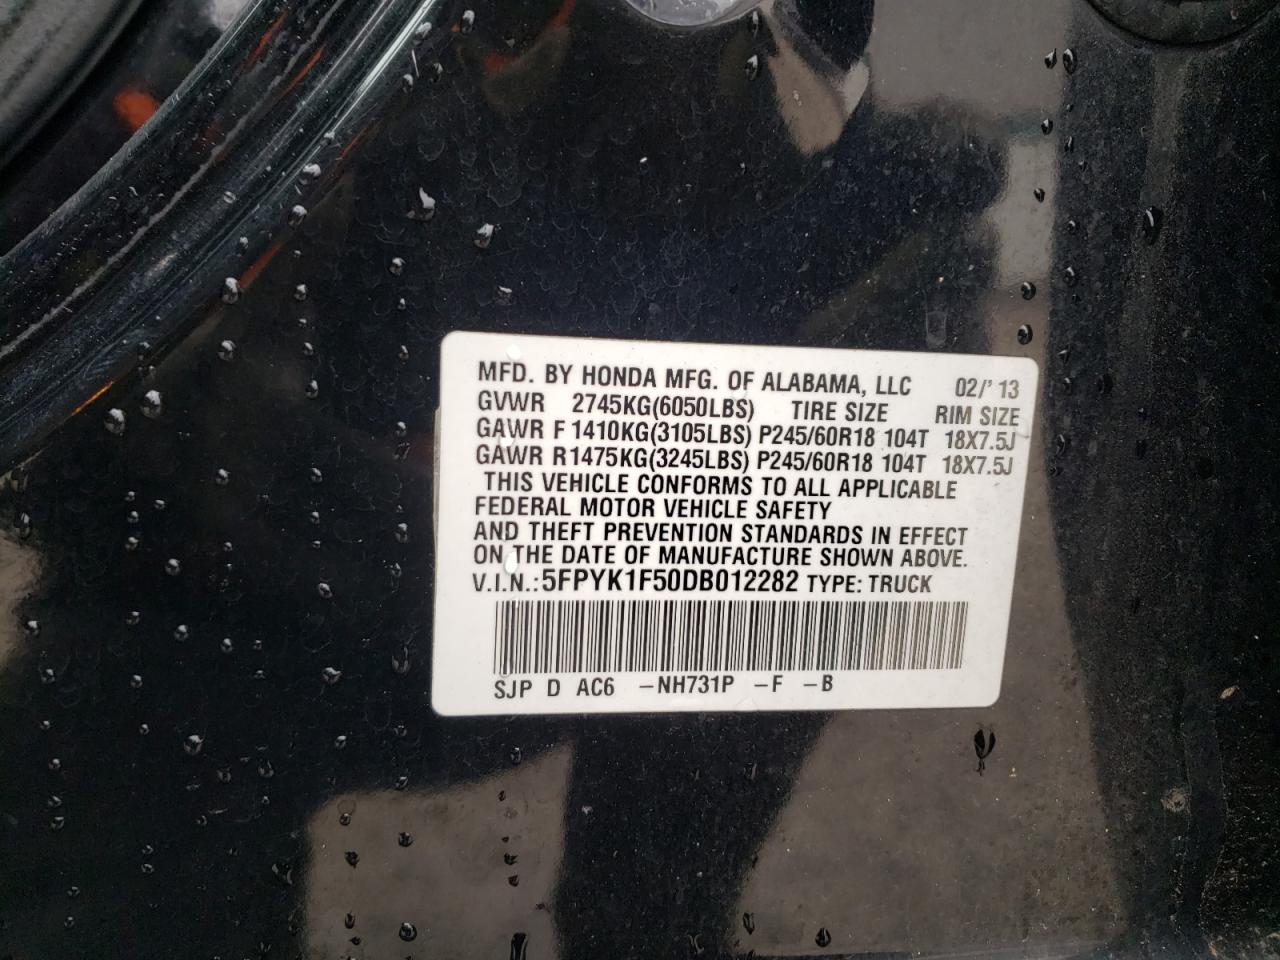 MFD. BY HONDA MFG. OF ALABAMA, LLC 02/'13
GVWR 2745KG(6050LBS) TIRE SIZE RIM SIZE
GAWR F 1410KG(3105LBS) P245/60R18 104T 18X7.5J
GAWR R1475KG(3245LBS) P245/60R18 104T 18X7.5J
THIS VEHICLE CONFORMS TO ALL APPLICABLE
FEDERAL MOTOR VEHICLE SAFETY
AND THEFT PREVENTION STANDARDS IN EFFECT
ON THE DATE OF MANUFACTURE SHOWN ABOVE.
V.I.N.: 5FPYK1F50DB012282 TYPE: TRUCK
SJP D AC6 –NH731P –F –B